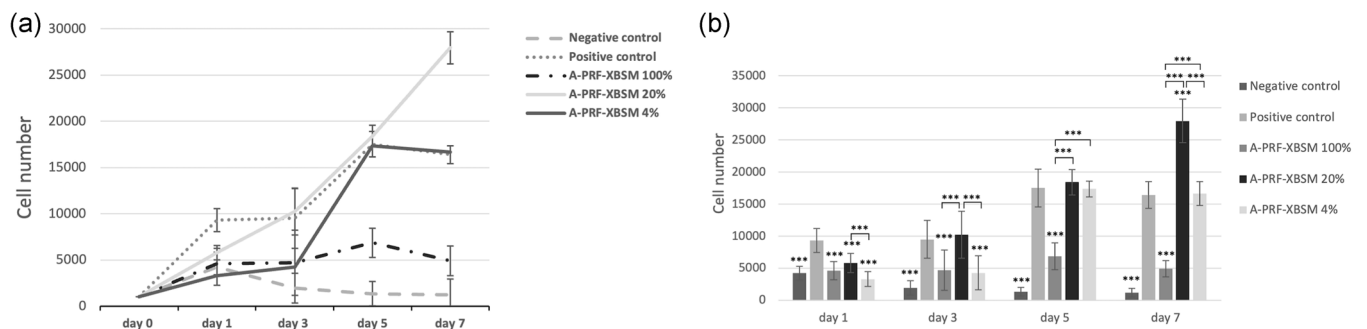 (a)
30000
25000
20000
15000
10000
5000
0
Cell number
day 0 day 1 day 3 day 5 day 7
Negative control
Positive control
A-PRF-XBSM 100%
A-PRF-XBSM 20%
A-PRF-XBSM 4%
(b)
35000
30000
25000
20000
15000
10000
5000
0
Cell number
*** *** *** *** ***
*** *** *** *** ***
*** *** *** ***
*** *** *** *** *** ***
day 1 day 3 day 5 day 7
Negative control
Positive control
A-PRF-XBSM 100%
A-PRF-XBSM 20%
A-PRF-XBSM 4%